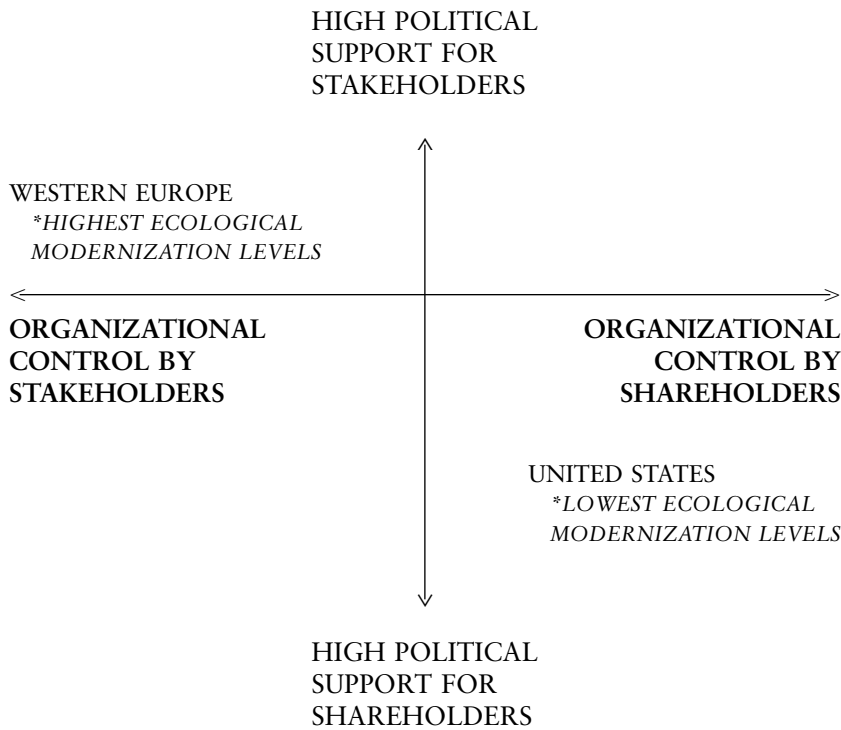 HIGH POLITICAL
SUPPORT FOR
STAKEHOLDERS
WESTERN EUROPE
*HIGHEST ECOLOGICAL
MODERNIZATION LEVELS
ORGANIZATIONAL
CONTROL BY
STAKEHOLDERS
ORGANIZATIONAL
CONTROL BY
SHAREHOLDERS
UNITED STATES
*LOWEST ECOLOGICAL
MODERNIZATION LEVELS
HIGH POLITICAL
SUPPORT FOR
SHAREHOLDERS